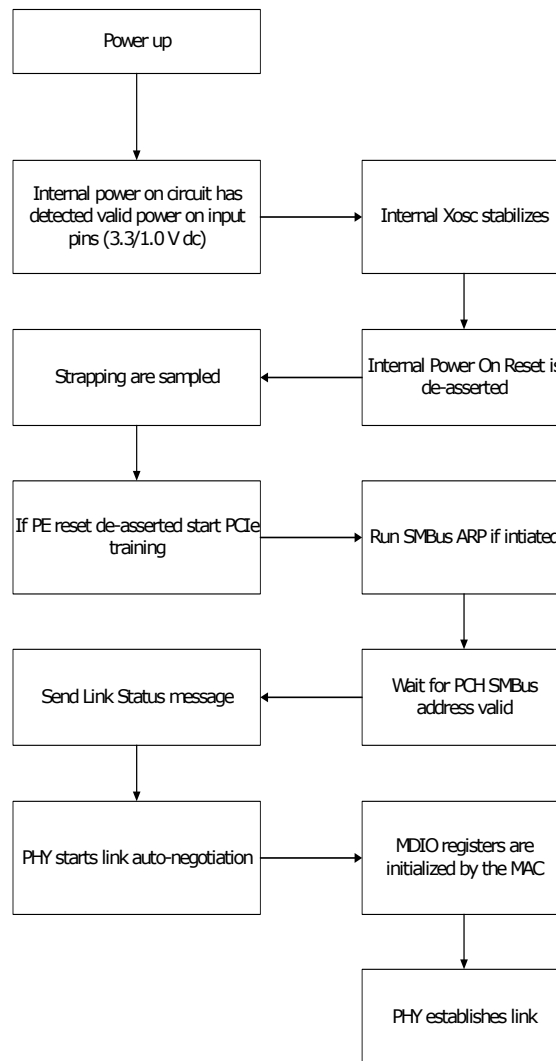 Power up
Internal power on circuit has
detected valid power on input
pins (3.3/1.0 V dc)
Internal Xosc stabilizes
Internal Power On Reset is
de-asserted
Strapping are sampled
If PE reset de-asserted start PCIe
training
Run SMBus ARP if intiated
Wait for PCH SMBus
address valid
Send Link Status message
PHY starts link auto-negotiation
MDIO registers are
initialized by the MAC
PHY establishes link